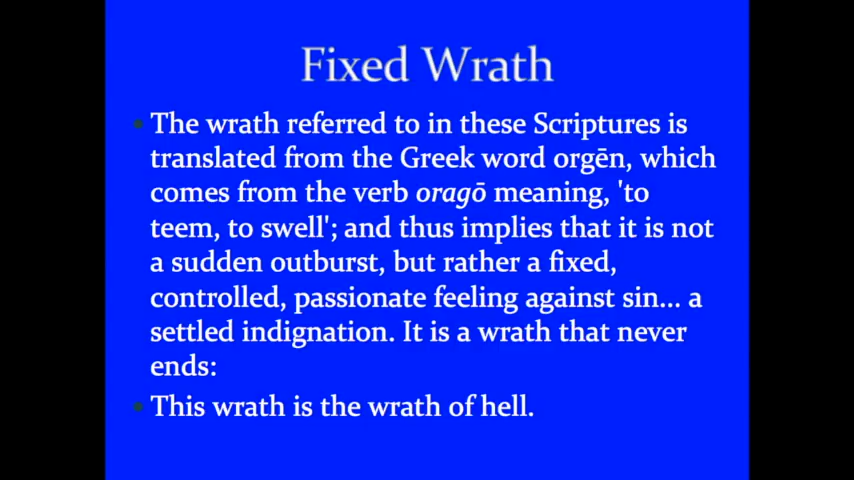 Fixed Wrath
The wrath referred to in these Scriptures is
translated from the Greek word orgēn, which
comes from the verb oragō meaning, 'to
teem, to swell'; and thus implies that it is not
a sudden outburst, but rather a fixed,
controlled, passionate feeling against sin... a
settled indignation. It is a wrath that never
ends:
This wrath is the wrath of hell.